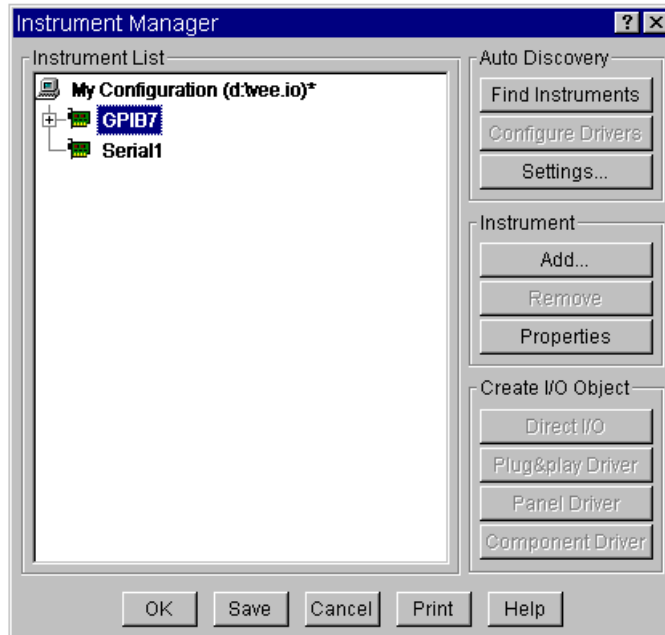 Instrument Manager
Instrument List
My Configuration (d:\vee.io)*
GPIB7
Serial1
Auto Discovery
Find Instruments
Configure Drivers
Settings...
Instrument
Add...
Remove
Properties
Create I/O Object
Direct I/O
Plug&play Driver
Panel Driver
Component Driver
OK
Save
Cancel
Print
Help